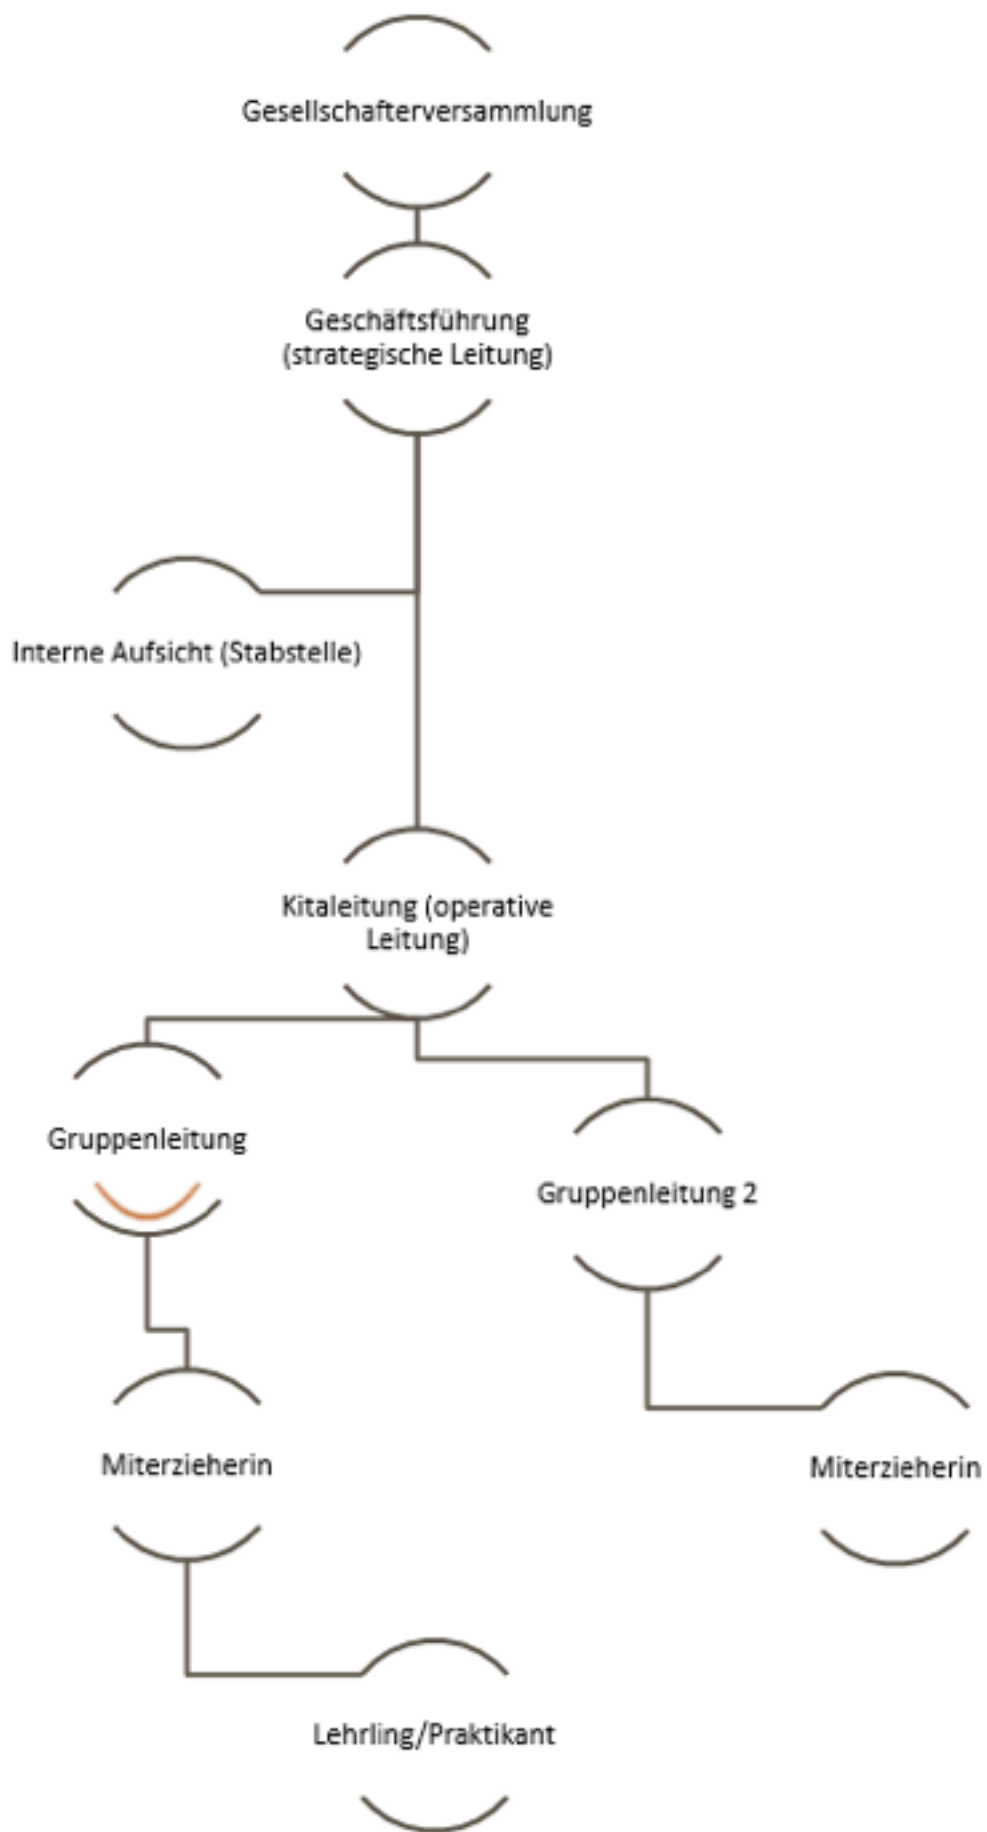 Gesellschafterversammlung
Geschäftsführung
(strategische Leitung)
Interne Aufsicht (Stabstelle)
Kitaleitung (operative
Leitung)
Gruppenleitung
Gruppenleitung 2
Miterzieherin
Miterzieherin
Lehrling/Praktikant